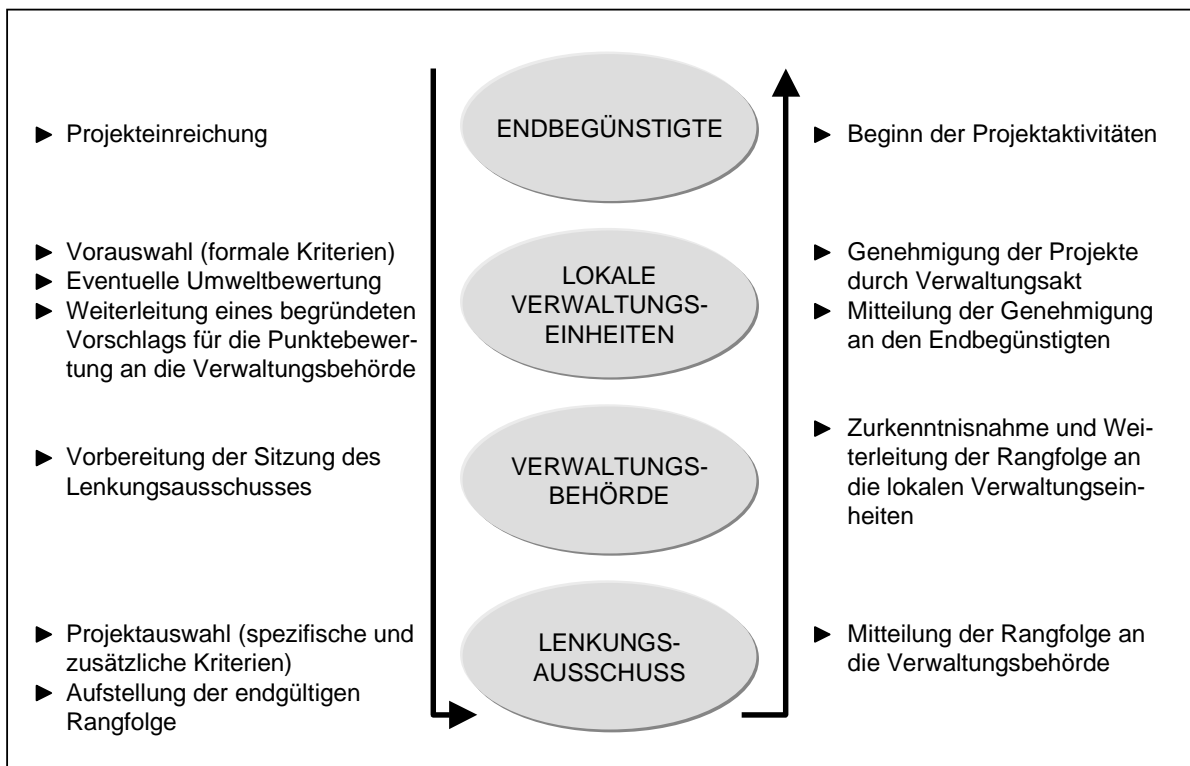 ENDBEGÜNSTIGTE
► Projekteinreichung
► Beginn der Projektaktivitäten
► Vorauswahl (formale Kriterien)
► Eventuelle Umweltbewertung
► Weiterleitung eines begründeten
Vorschlags für die Punktebewer-
tung an die Verwaltungsbehörde
LOKALE
VERWALTUNGS-
EINHEITEN
► Genehmigung der Projekte
durch Verwaltungsakt
► Mitteilung der Genehmigung
an den Endbegünstigten
► Vorbereitung der Sitzung des
Lenkungsausschusses
VERWALTUNGS-
BEHÖRDE
► Zurkenntnisnahme und Wei-
terleitung der Rangfolge an
die lokalen Verwaltungsein-
heiten
► Projektauswahl (spezifische und
zusätzliche Kriterien)
► Aufstellung der endgültigen
Rangfolge
LENKUNGS-
AUSSCHUSS
► Mitteilung der Rangfolge an
die Verwaltungsbehörde